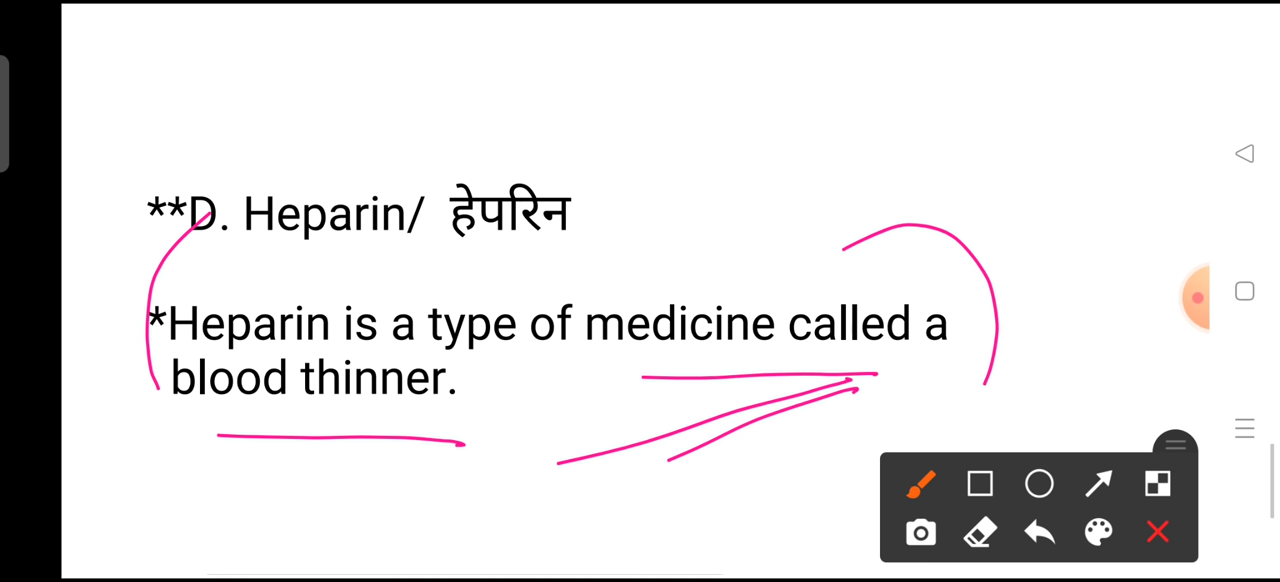 **D. Heparin/ हेपरिन
*Heparin is a type of medicine called a
blood thinner.